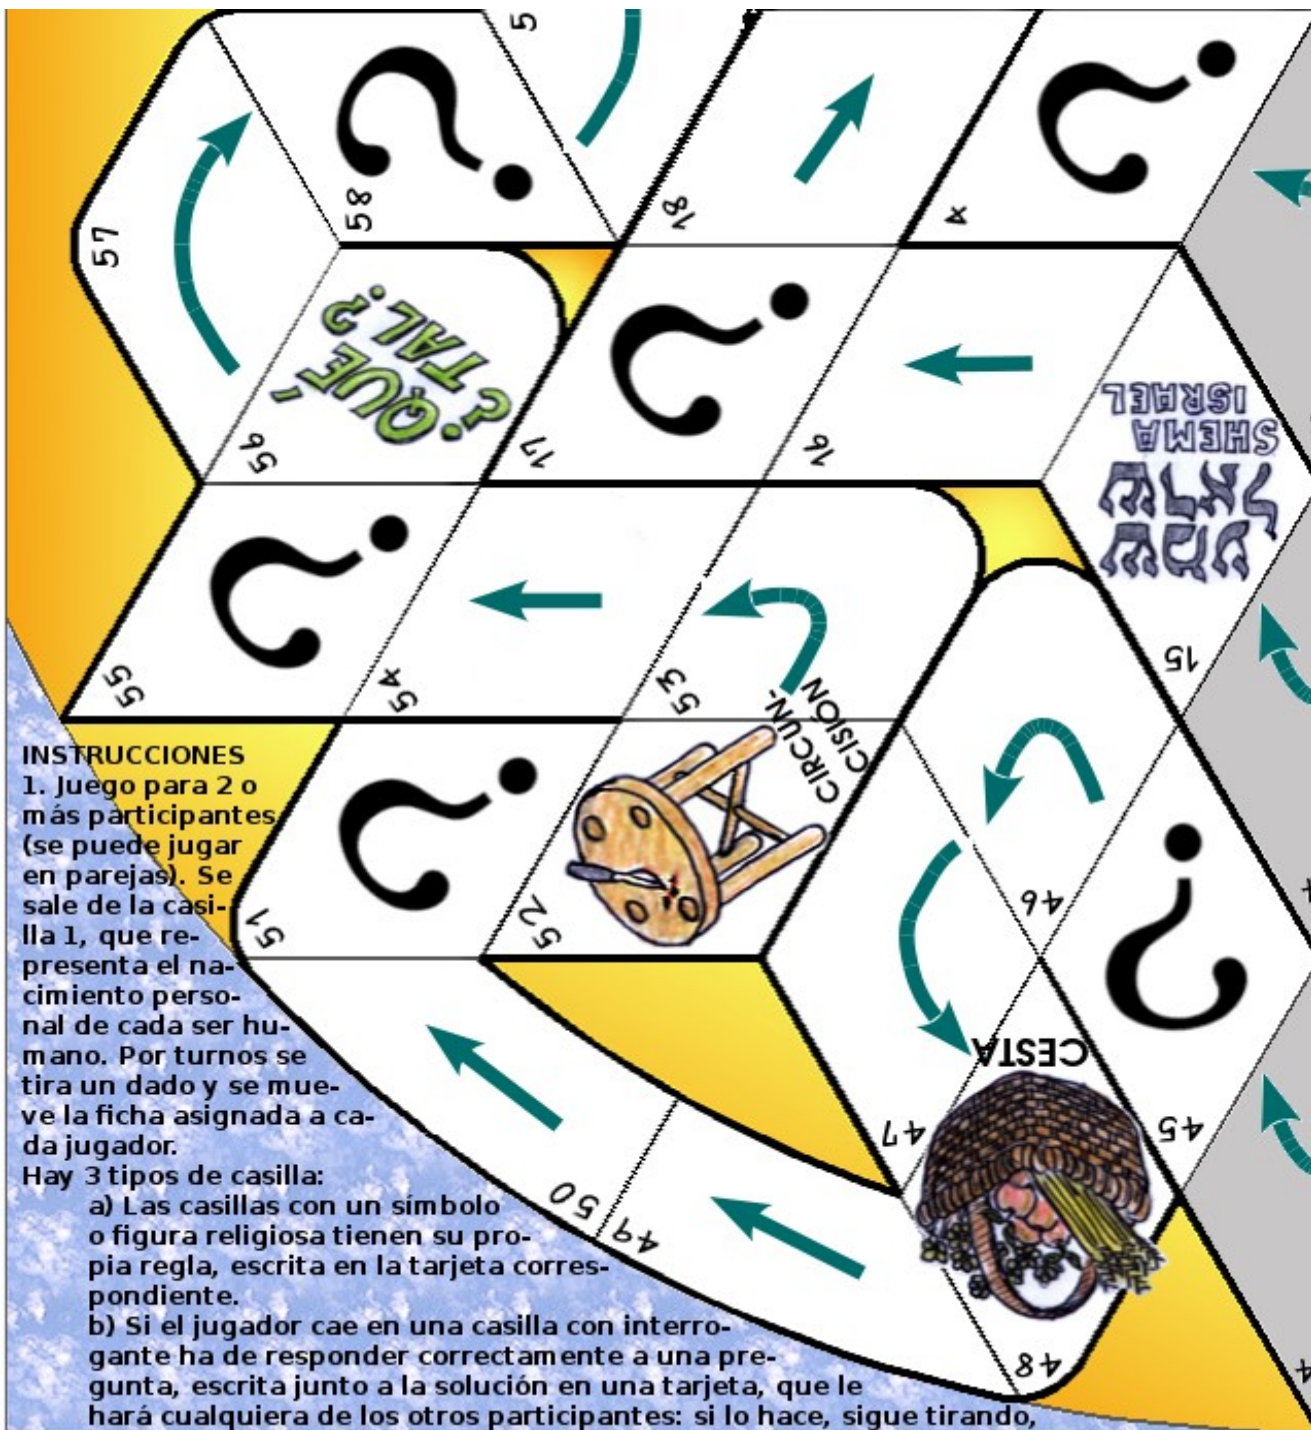 57
58
5
18
4
¿QUÉ
TAL?
56
17
16
שמע
ישראל
SHEMA
ISRAEL
15
55
54
53
CIRCUN-
CISIÓN
52
51
46
CESTA
47
45
50
49
48
INSTRUCCIONES
1. Juego para 2 o
más participantes
(se puede jugar
en parejas). Se
sale de la casi-
lla 1, que re-
presenta el na-
cimiento perso-
nal de cada ser hu-
mano. Por turnos se
tira un dado y se mue-
ve la ficha asignada a ca-
da jugador.
Hay 3 tipos de casilla:
a) Las casillas con un símbolo
o figura religiosa tienen su pro-
pia regla, escrita en la tarjeta corres-
pondiente.
b) Si el jugador cae en una casilla con interro-
gante ha de responder correctamente a una pre-
gunta, escrita junto a la solución en una tarjeta, que le
hará cualquiera de los otros participantes: si lo hace, sigue tirando,